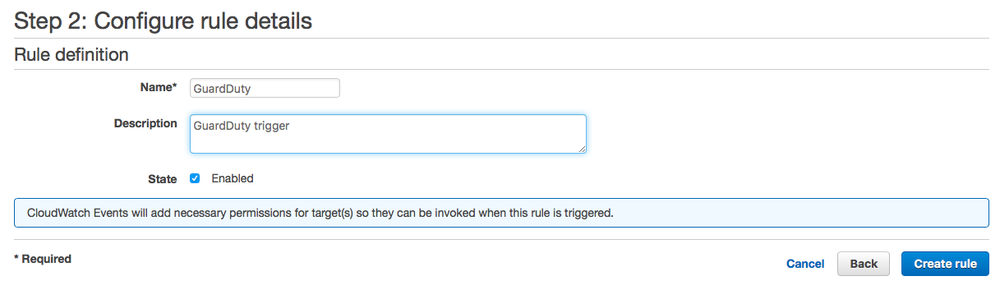 Step 2: Configure rule details
Rule definition
Name*
GuardDuty
Description
GuardDuty trigger
State
Enabled
CloudWatch Events will add necessary permissions for target(s) so they can be invoked when this rule is triggered.
* Required
Cancel
Back
Create rule